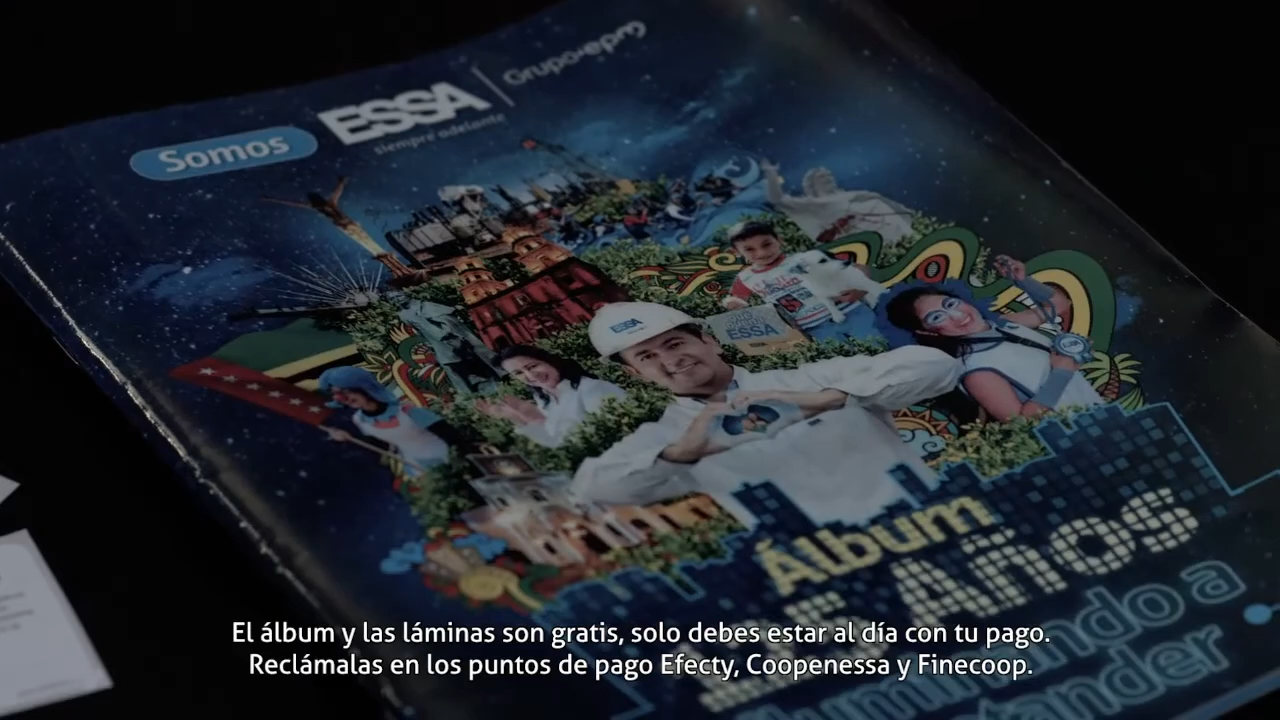 Somos
ESSA
siempre adelante
Grupo·epm
ESSA
ESSA
Álbum
Años
a
El álbum y las láminas son gratis, solo debes estar al día con tu pago.
Reclámalas en los puntos de pago Efecty, Coopenessa y Finecoop.